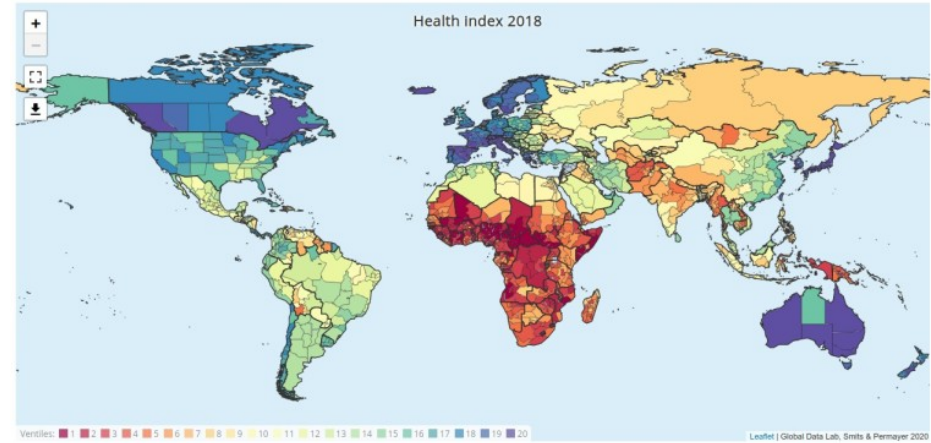 Health Index 2018
+
−
Ventiles: 1 2 3 4 5 6 7 8 9 10 11 12 13 14 15 16 17 18 19 20
Leaflet | Global Data Lab, Smits & Permayer 2020